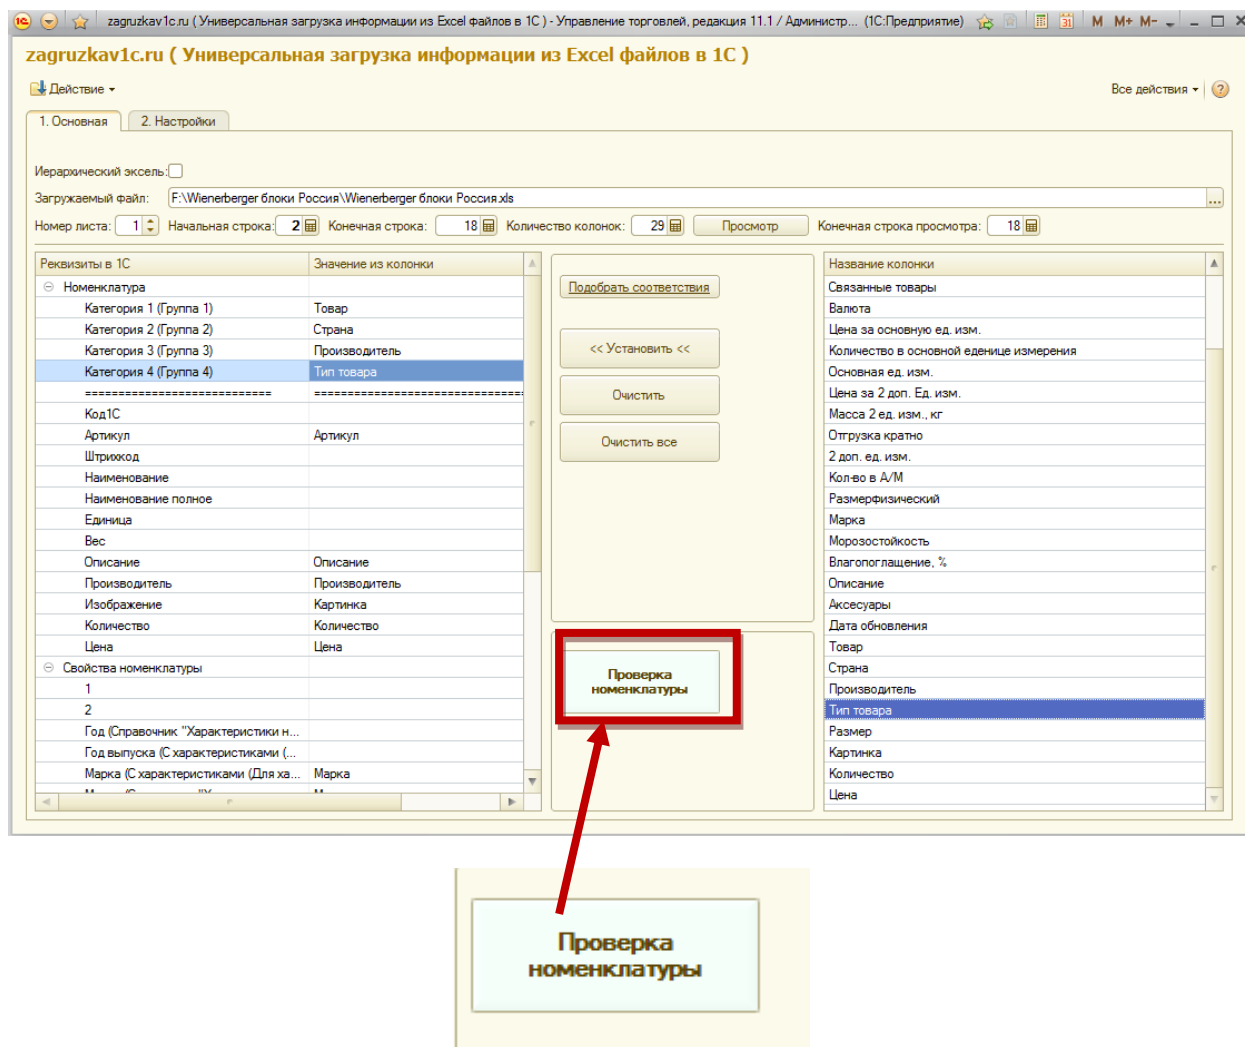 zagruzkav1c.ru ( Универсальная загрузка информации из Excel файлов в 1С ) - Управление торговлей, редакция 11.1 / Админист... (1С:Предприятие) M M+ M-
zagruzkav1c.ru ( Универсальная загрузка информации из Excel файлов в 1С )
Действие Все действия
1. Основная 2. Настройки
Иерархический эксель:
Загружаемый файл: F:\Wienerberger блоки Россия\Wienerberger блоки Россия.xls ...
Номер листа: 1 Начальная строка: 2 Конечная строка: 18 Количество колонок: 29 Просмотр Конечная строка просмотра: 18
Реквизиты в 1С Значение из колонки
Номенклатура
Категория 1 (Группа 1) Товар
Категория 2 (Группа 2) Страна
Категория 3 (Группа 3) Производитель
Категория 4 (Группа 4) Тип товара
============================ ================================
Код1С
Артикул Артикул
Штрихкод
Наименование
Наименование полное
Единица
Вес
Описание Описание
Производитель Производитель
Изображение Картинка
Количество Количество
Цена Цена
Свойства номенклатуры
1
2
Год (Справочник "Характеристики н...
Год выпуска (С характеристиками (...
Марка (С характеристиками (Для ха... Марка
Подобрать соответствия
<< Установить <<
Очистить
Очистить все
Проверка
номенклатуры
Название колонки
Связанные товары
Валюта
Цена за основную ед. изм.
Количество в основной еденице измерения
Основная ед. изм.
Цена за 2 доп. Ед. изм.
Масса 2 ед. изм., кг
Отгрузка кратно
2 доп. ед. изм.
Кол-во в А/М
Размерфизический
Марка
Морозостойкость
Влагопоглащение, %
Описание
Аксесуары
Дата обновления
Товар
Страна
Производитель
Тип товара
Размер
Картинка
Количество
Цена
Проверка
номенклатуры